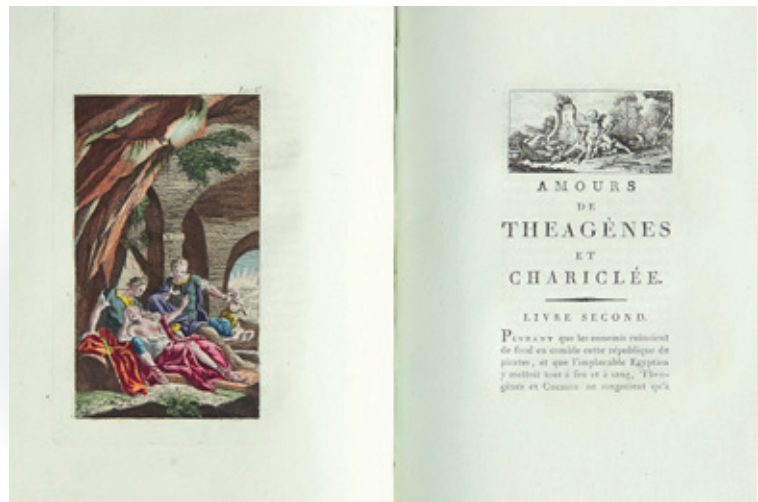 AMOURS
DE
THEAGÈNES
ET
CHARICLÉE.
LIVRE SECOND.
PENDANT que les ennemis ruinoient
de fond en comble cette république de
pirates, et que l'implacable Egyptien
y mettoit tout à feu et à sang, Thea-
gènes et Cnemon ne songeoient qu'à